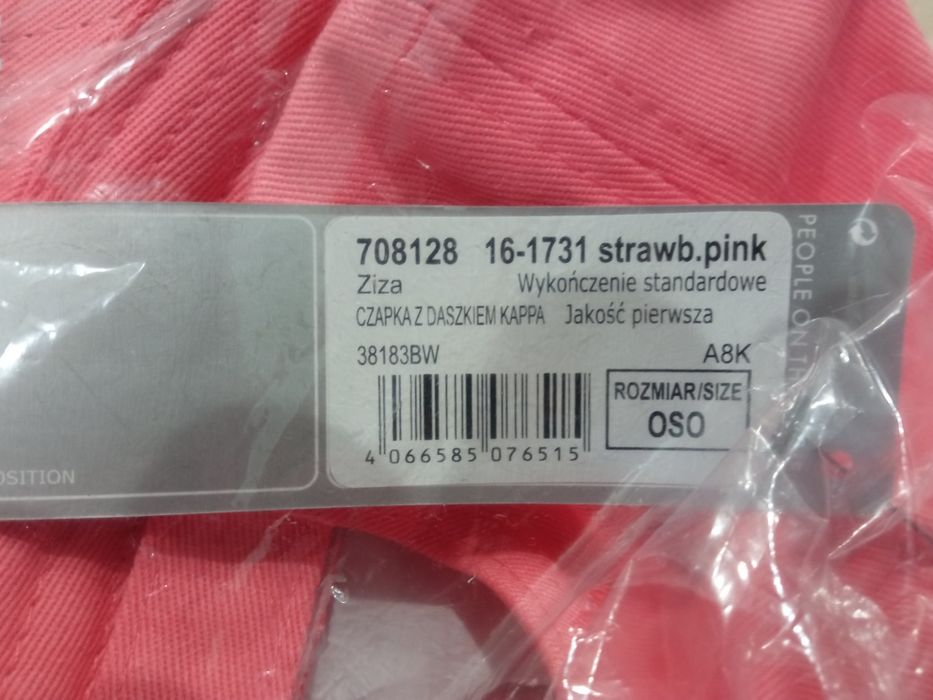 708128 16-1731 strawb.pink
Ziza Wykończenie standardowe
CZAPKA Z DASZKIEM KAPPA Jakość pierwsza
38183BW A8K
ROZMIAR/SIZE
OSO
4 066585 076515
PEOPLE ON TH
OSITION